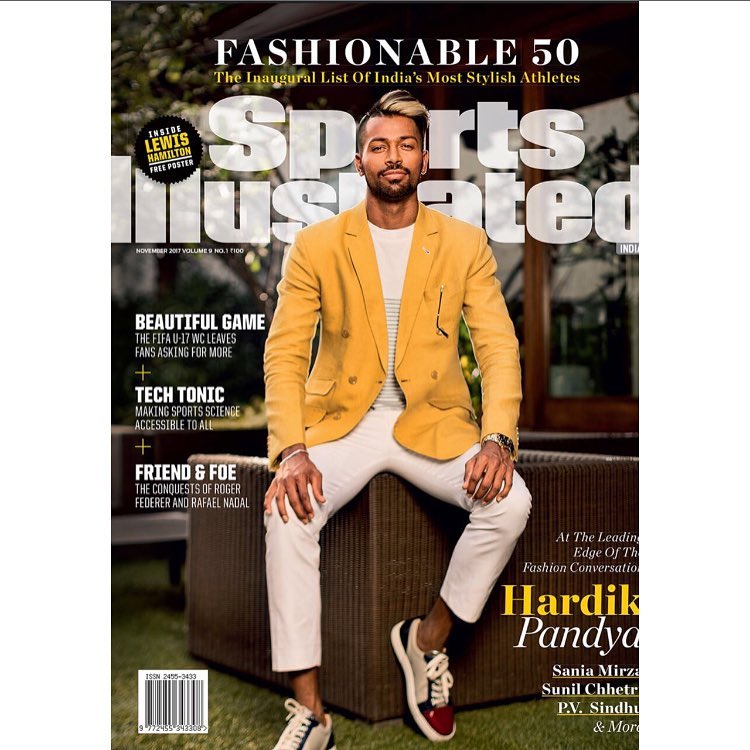 FASHIONABLE 50
The Inaugural List Of India's Most Stylish Athletes
INSIDE
LEWIS
HAMILTON
FREE POSTER
Sports
Illustrated
INDIA
NOVEMBER 2017 VOLUME 9 NO.1 ₹100
BEAUTIFUL GAME
THE FIFA U-17 WC LEAVES
FANS ASKING FOR MORE
+
TECH TONIC
MAKING SPORTS SCIENCE
ACCESSIBLE TO ALL
+
FRIEND & FOE
THE CONQUESTS OF ROGER
FEDERER AND RAFAEL NADAL
At The Leading
Edge Of The
Fashion Conversation
Hardik
Pandya
Sania Mirza
Sunil Chhetri
P.V. Sindhu
& More
ISSN 2455-3433
9 772455 343308